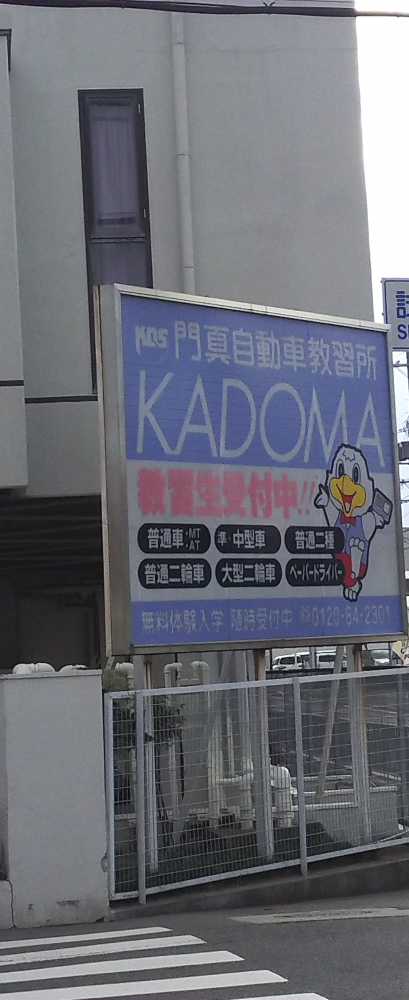 KDS 門真自動車教習所
KADOMA
教習生受付中!!
普通車・MT・AT 準・中型車 普通二種
普通二輪車 大型二輪車 ペーパードライバー
無料体験入学 随時受付中 0120-84-2301